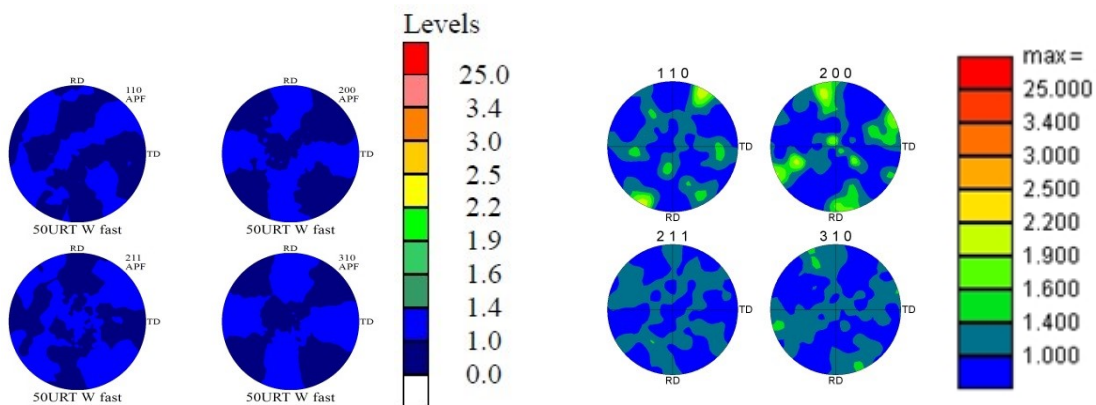 Levels
25.0
3.4
3.0
2.5
2.2
1.9
1.6
1.4
1.0
0.0
RD
110
APF
TD
50URT W fast
RD
200
APF
TD
50URT W fast
RD
211
APF
TD
50URT W fast
RD
310
APF
TD
50URT W fast
1 1 0
TD
RD
2 0 0
TD
RD
2 1 1
TD
RD
3 1 0
TD
RD
max =
25.000
3.400
3.000
2.500
2.200
1.900
1.600
1.400
1.000